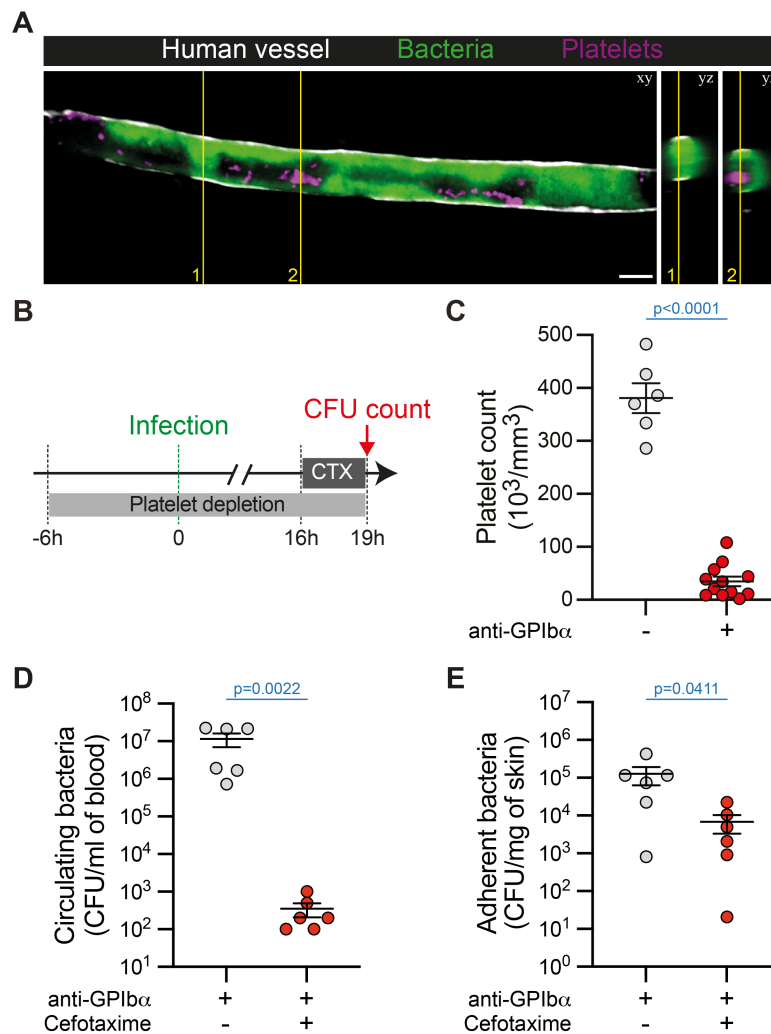 A
Human vessel Bacteria Platelets
xy yz y
1 2 1 2
B
Infection
CFU count
CTX
Platelet depletion
-6h 0 16h 19h
C
p<0.0001
Platelet count
(10³/mm³)
500
400
300
200
100
0
anti-GPIbα - +
D
p=0.0022
Circulating bacteria
(CFU/ml of blood)
10⁸
10⁷
10⁶
10⁵
10⁴
10³
10²
10¹
anti-GPIbα + +
Cefotaxime - +
E
p=0.0411
Adherent bacteria
(CFU/mg of skin)
10⁷
10⁶
10⁵
10⁴
10³
10²
10¹
10⁰
anti-GPIbα + +
Cefotaxime - +